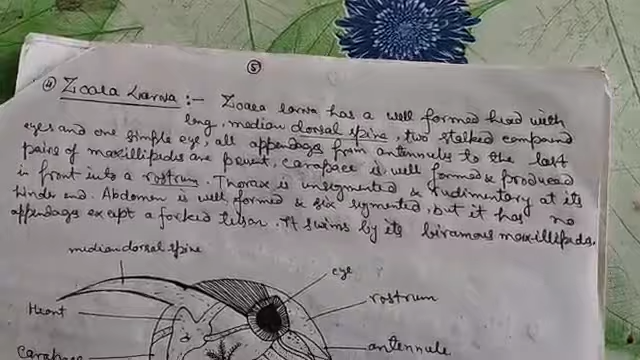 ⑤
④ Zoaea Larva :- Zoaea larva has a well formed head with
long, median dorsal spine, two stalked compound
eyes and one simple eye, all appendages from antennule to the last
pairs of maxillipeds are present, carapace is well formed & produced
in front into a rostrum. Thorax is unsegmented & rudimentary at its
hinder end. Abdomen is well formed & six segmented, but it has no
appendages except a forked telson. It swims by its biramous maxillipeds.
median dorsal spine
eye
Heart
rostrum
carapace
antennule